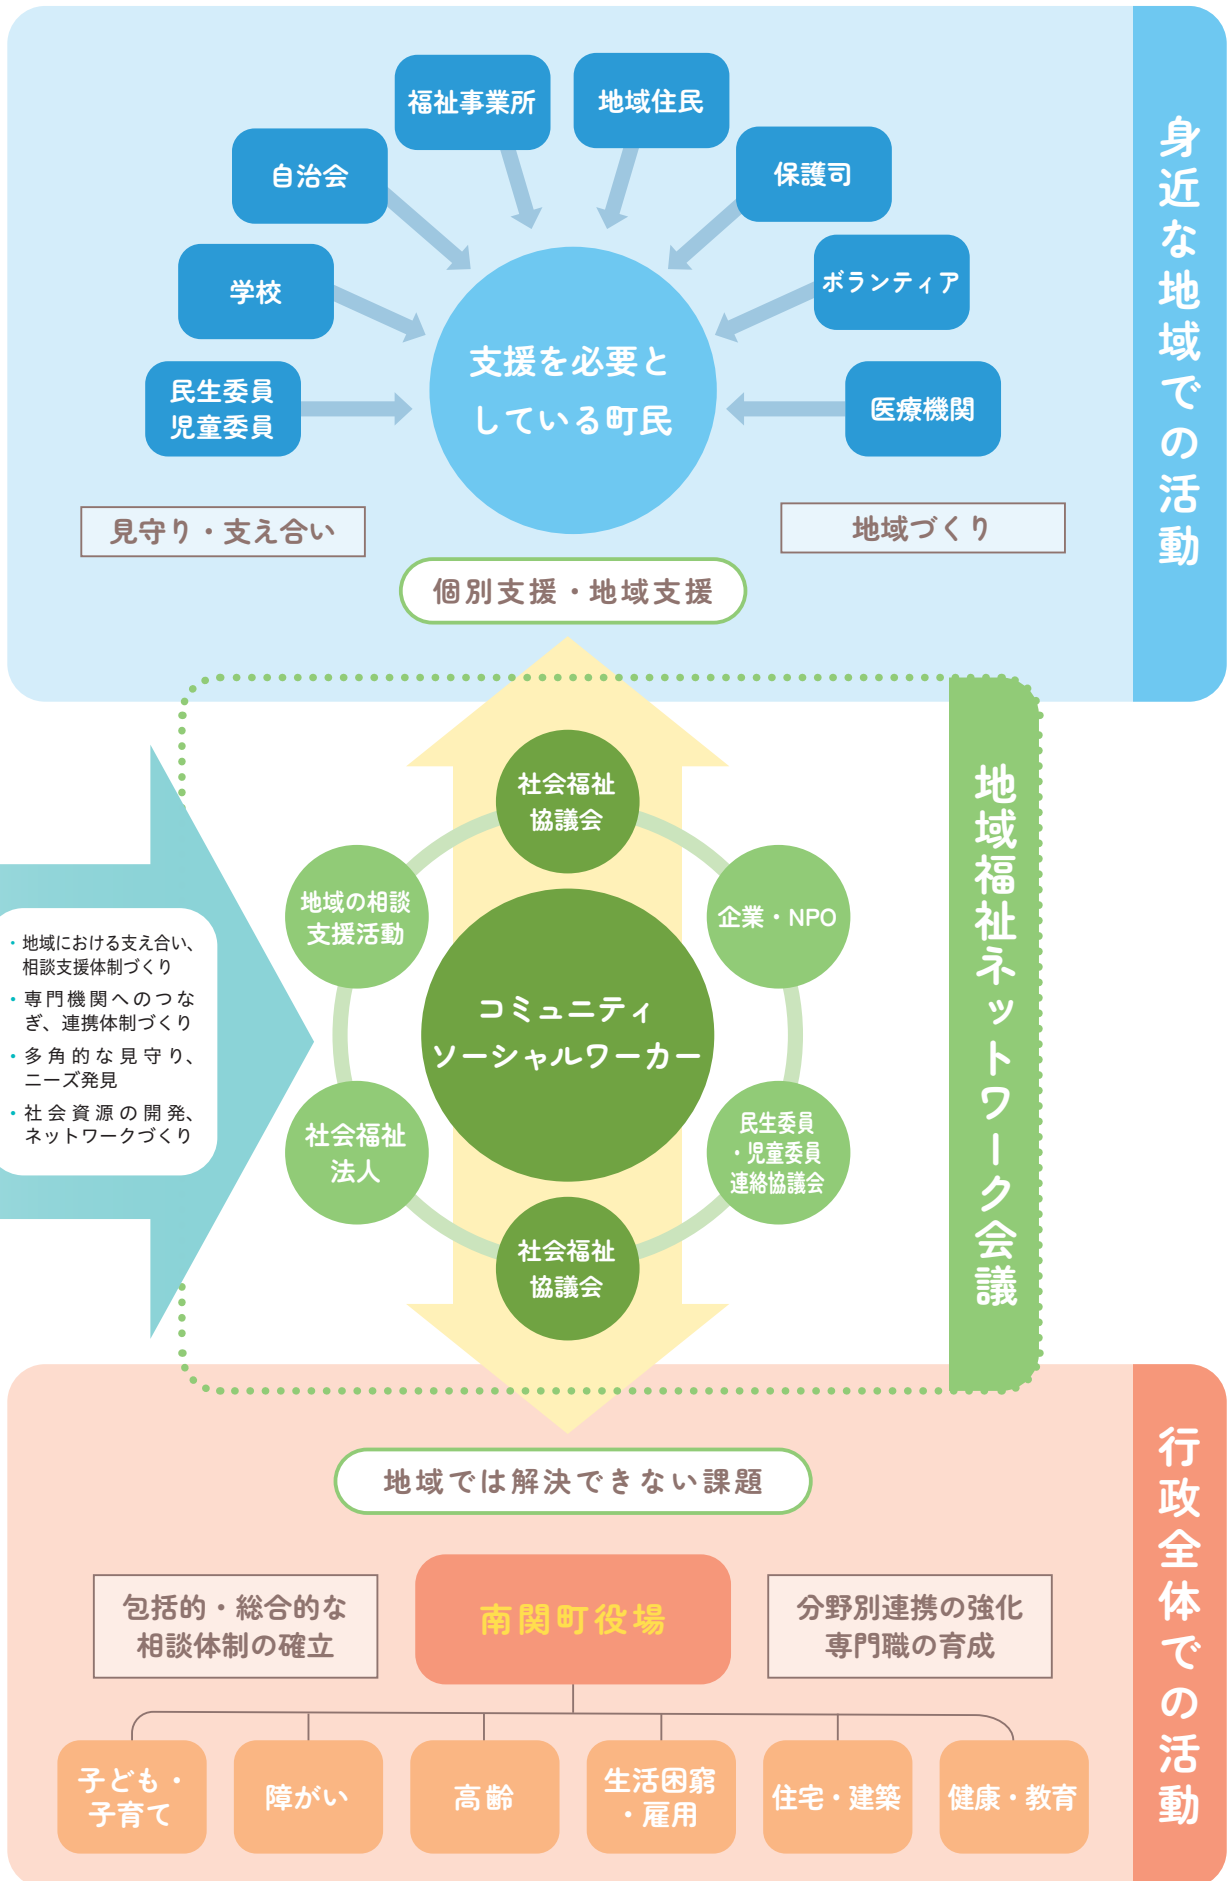 身近な地域での活動
福祉事業所
地域住民
自治会
保護司
学校
ボランティア
民生委員
児童委員
医療機関
支援を必要と
している町民
見守り・支え合い
地域づくり
個別支援・地域支援
地域福祉ネットワーク会議
社会福祉
協議会
地域の相談
支援活動
企業・NPO
コミュニティ
ソーシャルワーカー
社会福祉
法人
民生委員
・児童委員
連絡協議会
社会福祉
協議会
・地域における支え合い、
相談支援体制づくり
・専門機関へのつな
ぎ、連携体制づくり
・多角的な見守り、
ニーズ発見
・社会資源の開発、
ネットワークづくり
行政全体での活動
地域では解決できない課題
包括的・総合的な
相談体制の確立
南関町役場
分野別連携の強化
専門職の育成
子ども・
子育て
障がい
高齢
生活困窮
・雇用
住宅・建築
健康・教育